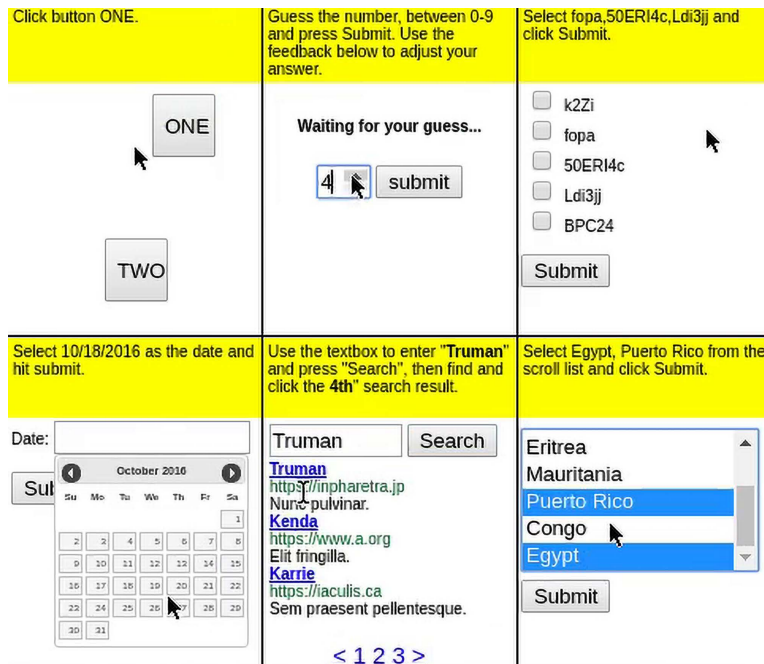 Click button ONE.
ONE
TWO
Guess the number, between 0-9
and press Submit. Use the
feedback below to adjust your
answer.
Waiting for your guess...
4
submit
Select fopa,50ERI4c,Ldi3jj and
click Submit.
k2Zi
fopa
50ERI4c
Ldi3jj
BPC24
Submit
Select 10/18/2016 as the date and
hit submit.
Date:
Sub
October 2016
Su Mo Tu We Th Fr Sa
1
2 3 4 5 6 7 8
9 10 11 12 13 14 15
16 17 18 19 20 21 22
23 24 25 26 27 28 29
30 31
Use the textbox to enter "Truman"
and press "Search", then find and
click the 4th" search result.
Truman
Search
Truman
https://inpharetra.jp
Nunc pulvinar.
Kenda
https://www.a.org
Elit fringilla.
Karrie
https://iaculis.ca
Sem praesent pellentesque.
< 1 2 3 >
Select Egypt, Puerto Rico from the
scroll list and click Submit.
Eritrea
Mauritania
Puerto Rico
Congo
Egypt
Submit